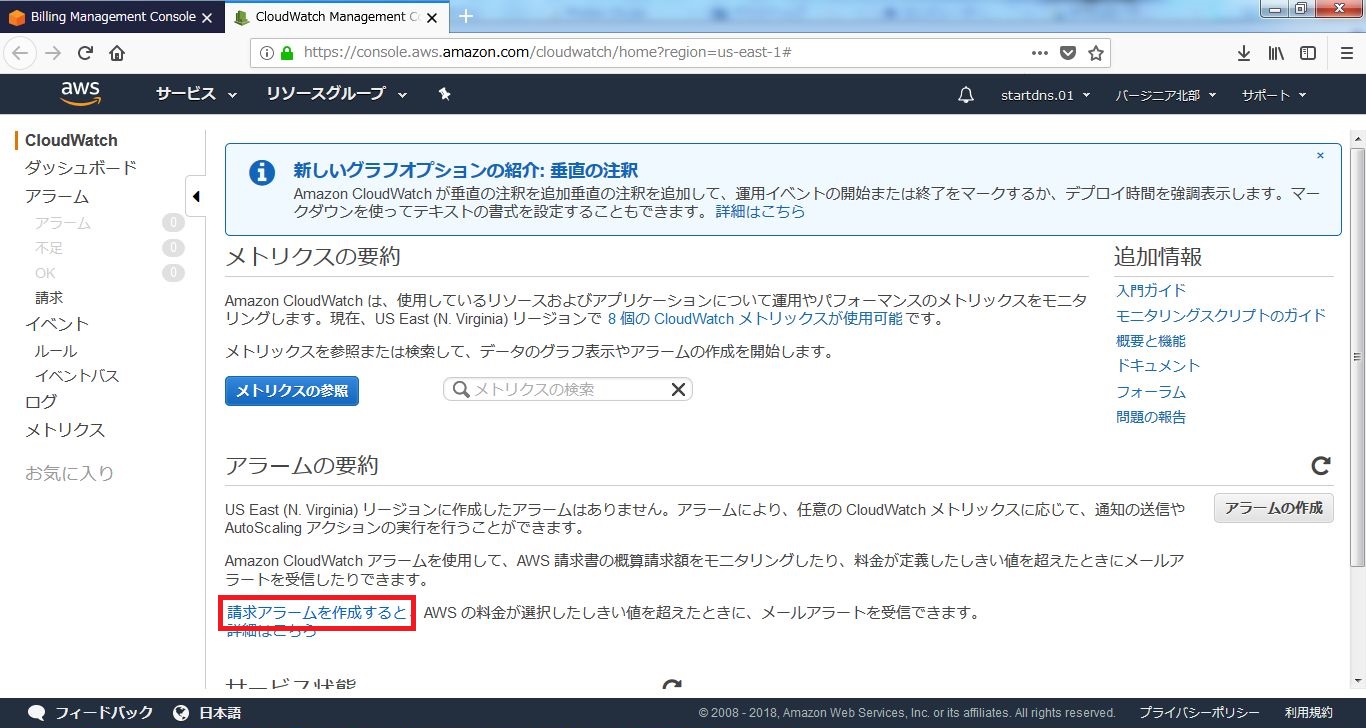 Billing Management Console
CloudWatch Management C
https://console.aws.amazon.com/cloudwatch/home?region=us-east-1#
aws
サービス
リソースグループ
startdns.01
バージニア北部
サポート
CloudWatch
ダッシュボード
アラーム
アラーム 0
不足 0
OK 0
請求
イベント
ルール
イベントバス
ログ
メトリクス
お気に入り
新しいグラフオプションの紹介: 垂直の注釈
Amazon CloudWatch が垂直の注釈を追加垂直の注釈を追加して、運用イベントの開始または終了をマークするか、デプロイ時間を強調表示します。マー
クダウンを使ってテキストの書式を設定することもできます。詳細はこちら
メトリクスの要約
Amazon CloudWatch は、使用しているリソースおよびアプリケーションについて運用やパフォーマンスのメトリックスをモニタ
リングします。現在、US East (N. Virginia) リージョンで 8 個の CloudWatch メトリックスが使用可能 です。
メトリックスを参照または検索して、データのグラフ表示やアラームの作成を開始します。
メトリクスの参照
メトリクスの検索
追加情報
入門ガイド
モニタリングスクリプトのガイド
概要と機能
ドキュメント
フォーラム
問題の報告
アラームの要約
US East (N. Virginia) リージョンに作成したアラームはありません。アラームにより、任意の CloudWatch メトリックスに応じて、通知の送信や
AutoScaling アクションの実行を行うことができます。
アラームの作成
Amazon CloudWatch アラームを使用して、AWS 請求書の概算請求額をモニタリングしたり、料金が定義したしきい値を超えたときにメールア
ラートを受信したりできます。
請求アラームを作成すると、AWS の料金が選択したしきい値を超えたときに、メールアラートを受信できます。
詳細はこちら
サービス状態
フィードバック
日本語
© 2008 - 2018, Amazon Web Services, Inc. or its affiliates. All rights reserved.
プライバシーポリシー
利用規約